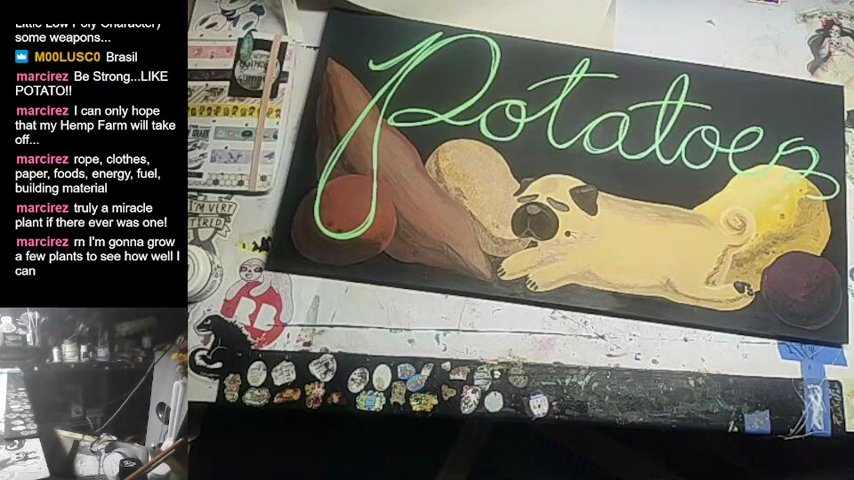 Little Low Poly Character)
some weapons...
M00LUSC0 Brasil
marcirez Be Strong...LIKE
POTATO!!
marcirez I can only hope
that my Hemp Farm will take
off...
marcirez rope, clothes,
paper, foods, energy, fuel,
building material
marcirez truly a miracle
plant if there ever was one!
marcirez rn I'm gonna grow
a few plants to see how well I
can
Potatoes
I'M VERY
TIRED